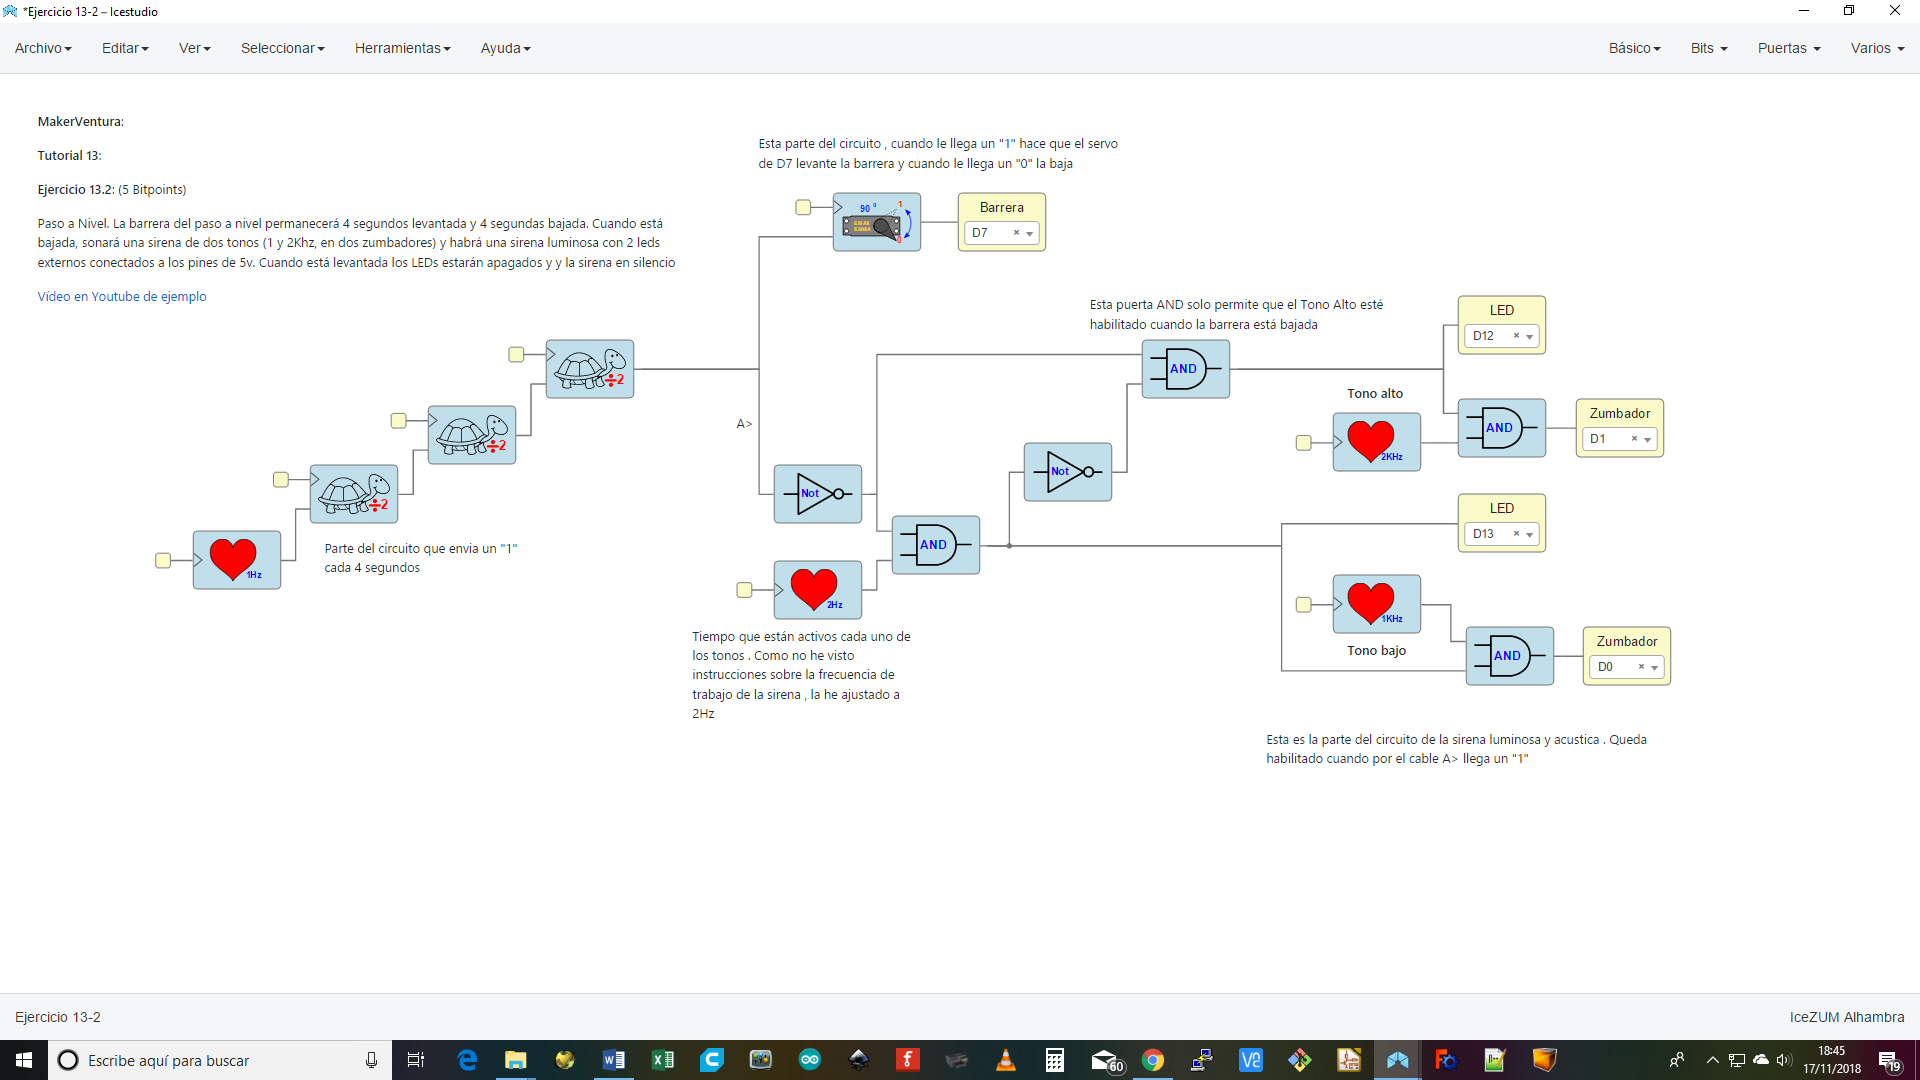 *Ejercicio 13-2 – Icestudio
Archivo
Editar
Ver
Seleccionar
Herramientas
Ayuda
Básico
Bits
Puertas
Varios
MakerVentura:
Tutorial 13:
Ejercicio 13.2: (5 Bitpoints)
Paso a Nivel. La barrera del paso a nivel permanecerá 4 segundos levantada y 4 segundas bajada. Cuando está
bajada, sonará una sirena de dos tonos (1 y 2Khz, en dos zumbadores) y habrá una sirena luminosa con 2 leds
externos conectados a los pines de 5v. Cuando está levantada los LEDs estarán apagados y y la sirena en silencio
Vídeo en Youtube de ejemplo
Esta parte del circuito , cuando le llega un "1" hace que el servo
de D7 levante la barrera y cuando le llega un "0" la baja
90 º
1
0
Barrera
D7
Esta puerta AND solo permite que el Tono Alto esté
habilitado cuando la barrera está bajada
LED
D12
AND
÷2
÷2
÷2
1Hz
Parte del circuito que envia un "1"
cada 4 segundos
A>
Not
AND
2Hz
Tiempo que están activos cada uno de
los tonos . Como no he visto
instrucciones sobre la frecuencia de
trabajo de la sirena , la he ajustado a
2Hz
Not
Tono alto
2KHz
AND
Zumbador
D1
LED
D13
1KHz
Tono bajo
AND
Zumbador
D0
Esta es la parte del circuito de la sirena luminosa y acustica . Queda
habilitado cuando por el cable A> llega un "1"
Ejercicio 13-2
IceZUM Alhambra
Escribe aquí para buscar
60
18:45
17/11/2018
19